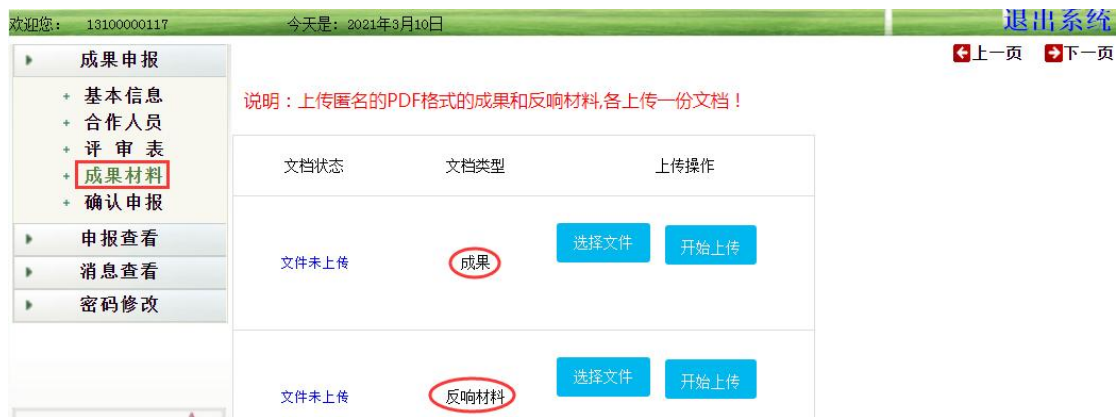 欢迎您： 13100000117 今天是：2021年3月10日 退出系统
上一页 下一页
成果申报
基本信息
合作人员
评 审 表
成果材料
确认申报
申报查看
消息查看
密码修改
说明：上传匿名的PDF格式的成果和反响材料,各上传一份文档！
文档状态 文档类型 上传操作
文件未上传 成果 选择文件 开始上传
文件未上传 反响材料 选择文件 开始上传